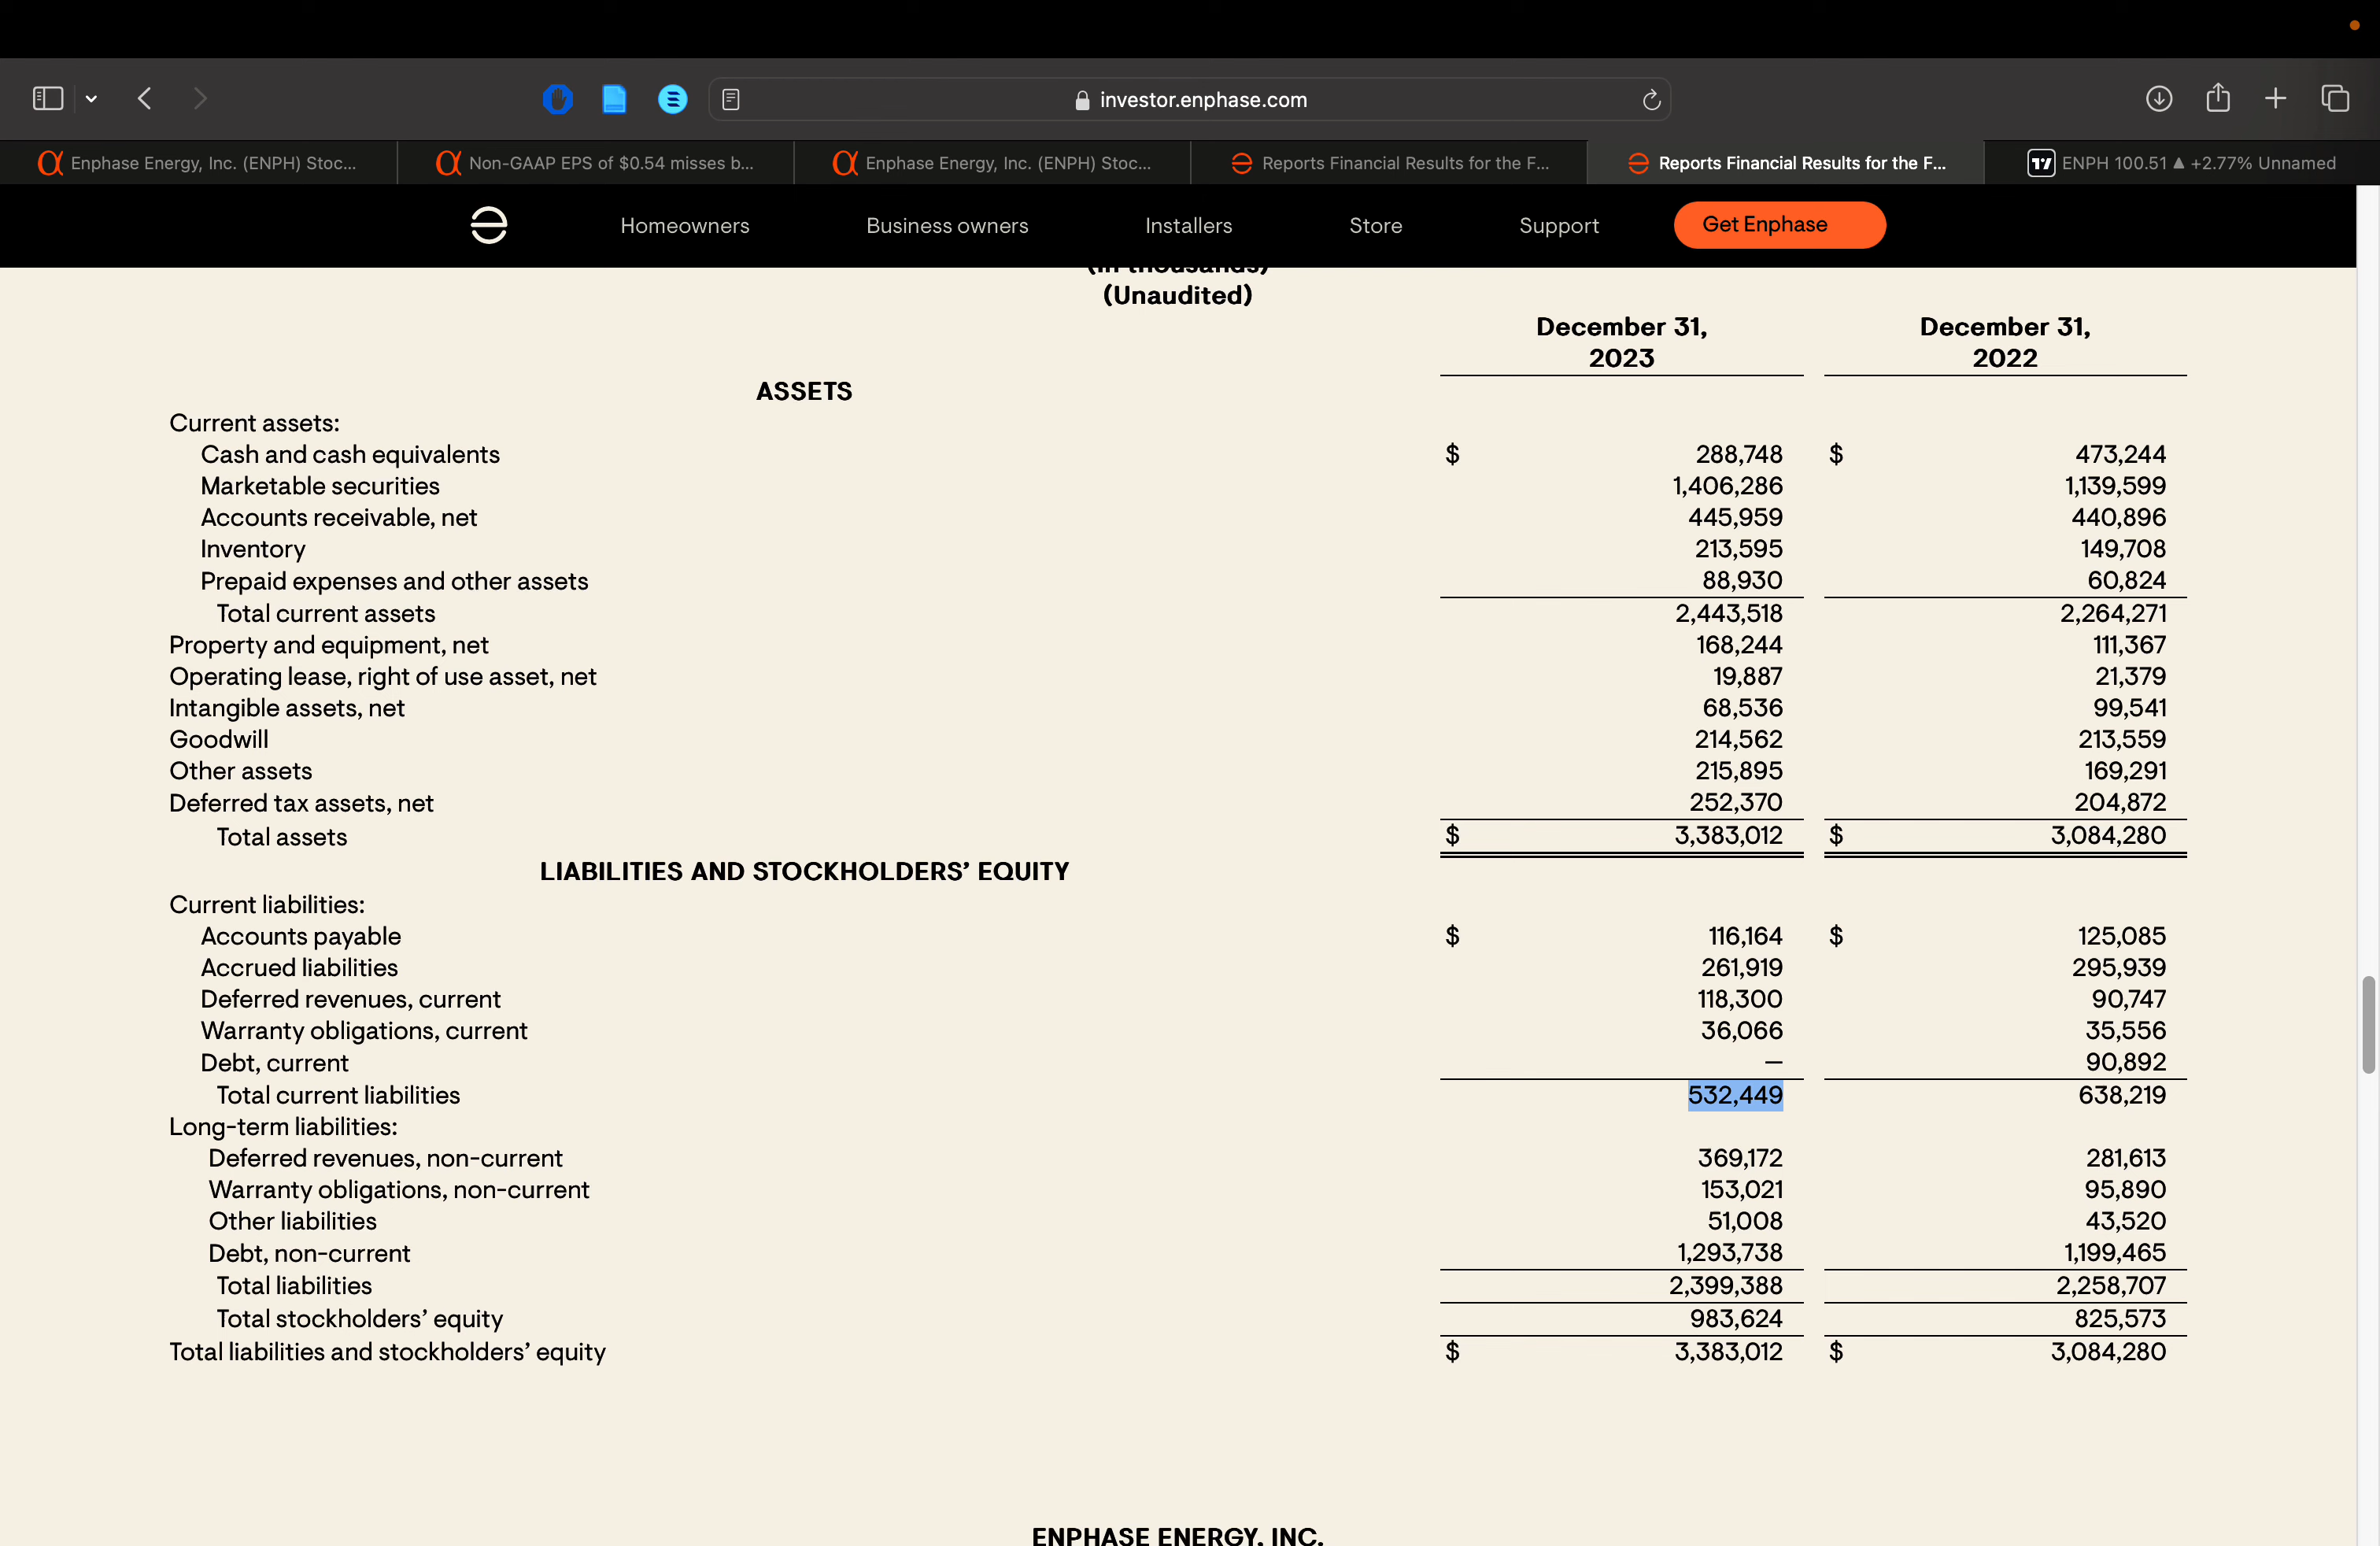 investor.enphase.com
Enphase Energy, Inc. (ENPH) Stoc...
Non-GAAP EPS of $0.54 misses b...
Enphase Energy, Inc. (ENPH) Stoc...
Reports Financial Results for the F...
Reports Financial Results for the F...
ENPH 100.51 ▲ +2.77% Unnamed
Homeowners Business owners Installers Store Support Get Enphase
(in thousands)
(Unaudited)
December 31, 2023 December 31, 2022
ASSETS
Current assets:
Cash and cash equivalents $ 288,748 $ 473,244
Marketable securities 1,406,286 1,139,599
Accounts receivable, net 445,959 440,896
Inventory 213,595 149,708
Prepaid expenses and other assets 88,930 60,824
Total current assets 2,443,518 2,264,271
Property and equipment, net 168,244 111,367
Operating lease, right of use asset, net 19,887 21,379
Intangible assets, net 68,536 99,541
Goodwill 214,562 213,559
Other assets 215,895 169,291
Deferred tax assets, net 252,370 204,872
Total assets $ 3,383,012 $ 3,084,280
LIABILITIES AND STOCKHOLDERS’ EQUITY
Current liabilities:
Accounts payable $ 116,164 $ 125,085
Accrued liabilities 261,919 295,939
Deferred revenues, current 118,300 90,747
Warranty obligations, current 36,066 35,556
Debt, current — 90,892
Total current liabilities 532,449 638,219
Long-term liabilities:
Deferred revenues, non-current 369,172 281,613
Warranty obligations, non-current 153,021 95,890
Other liabilities 51,008 43,520
Debt, non-current 1,293,738 1,199,465
Total liabilities 2,399,388 2,258,707
Total stockholders’ equity 983,624 825,573
Total liabilities and stockholders’ equity $ 3,383,012 $ 3,084,280
ENPHASE ENERGY, INC.